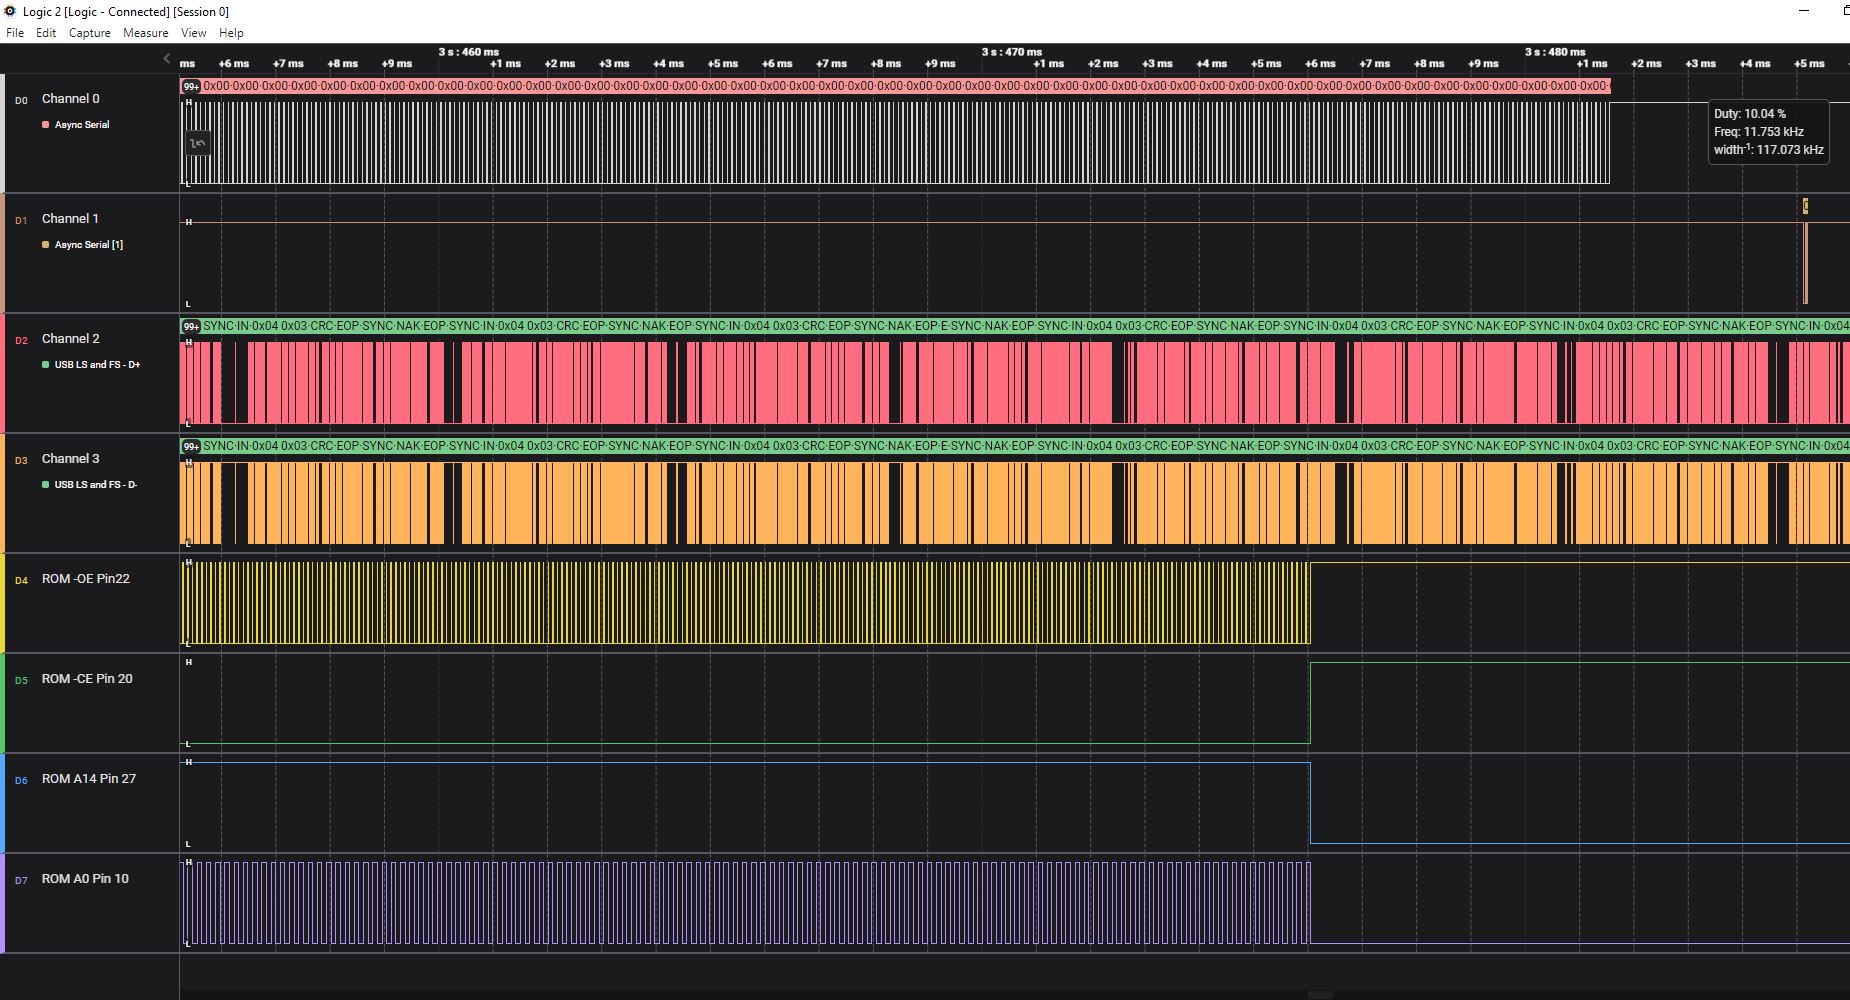 Logic 2 [Logic - Connected] [Session 0]
File Edit Capture Measure View Help
3 s : 460 ms 3 s : 470 ms 3 s : 480 ms
ms +6 ms +7 ms +8 ms +9 ms +1 ms +2 ms +3 ms +4 ms +5 ms +6 ms +7 ms +8 ms +9 ms +1 ms +2 ms +3 ms +4 ms +5 ms +6 ms +7 ms +8 ms +9 ms +1 ms +2 ms +3 ms +4 ms +5 ms
D0 Channel 0
Async Serial
99+ 0x00·0x00·0x00·0x00·0x00·0x00·0x00·0x00·0x00·0x00·0x00·0x00·0x00·0x00·0x00·0x00·0x00·0x00·0x00·0x00·0x00·0x00·0x00·0x00·0x00·0x00·0x00·0x00·0x00·0x00·0x00·0x00·0x00·0x00·0x00·0x00·0x00·0x00·0x00·0x00·0x00·0x00·0x00·0x00·0x00·0x00·0x00·0x00
H
L
Duty: 10.04 %
Freq: 11.753 kHz
width-1: 117.073 kHz
D1 Channel 1
Async Serial [1]
H
L
D2 Channel 2
USB LS and FS - D+
99+ SYNC·IN·0x04 0x03·CRC·EOP·SYNC·NAK·EOP·SYNC·IN·0x04 0x03·CRC·EOP·SYNC·NAK·EOP·SYNC·IN·0x04 0x03·CRC·EOP·SYNC·NAK·EOP·E·SYNC·NAK·EOP·SYNC·IN·0x04 0x03·CRC·EOP·SYNC·NAK·EOP·SYNC·IN·0x04 0x03·CRC·EOP·SYNC·NAK·EOP·SYNC·IN·0x04 0x03·CRC·EOP·SYNC·IN·0x04
H
L
D3 Channel 3
USB LS and FS - D-
99+ SYNC·IN·0x04 0x03·CRC·EOP·SYNC·NAK·EOP·SYNC·IN·0x04 0x03·CRC·EOP·SYNC·NAK·EOP·SYNC·IN·0x04 0x03·CRC·EOP·SYNC·NAK·EOP·E·SYNC·NAK·EOP·SYNC·IN·0x04 0x03·CRC·EOP·SYNC·NAK·EOP·SYNC·IN·0x04 0x03·CRC·EOP·SYNC·NAK·EOP·SYNC·IN·0x04 0x03·CRC·EOP·SYNC·IN·0x04
H
L
D4 ROM -OE Pin22
H
L
D5 ROM -CE Pin 20
H
L
D6 ROM A14 Pin 27
H
L
D7 ROM A0 Pin 10
H
L